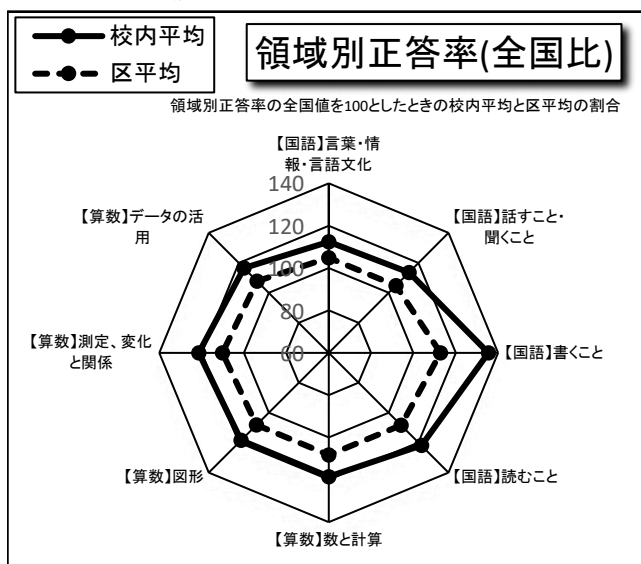 校内平均
区平均
領域別正答率(全国比)
領域別正答率の全国値を100としたときの校内平均と区平均の割合
【国語】言葉・情
報・言語文化
【国語】話すこと・
聞くこと
【国語】書くこと
【国語】読むこと
【算数】数と計算
【算数】図形
【算数】測定、変化
と関係
【算数】データの活
用
140
120
100
80
60